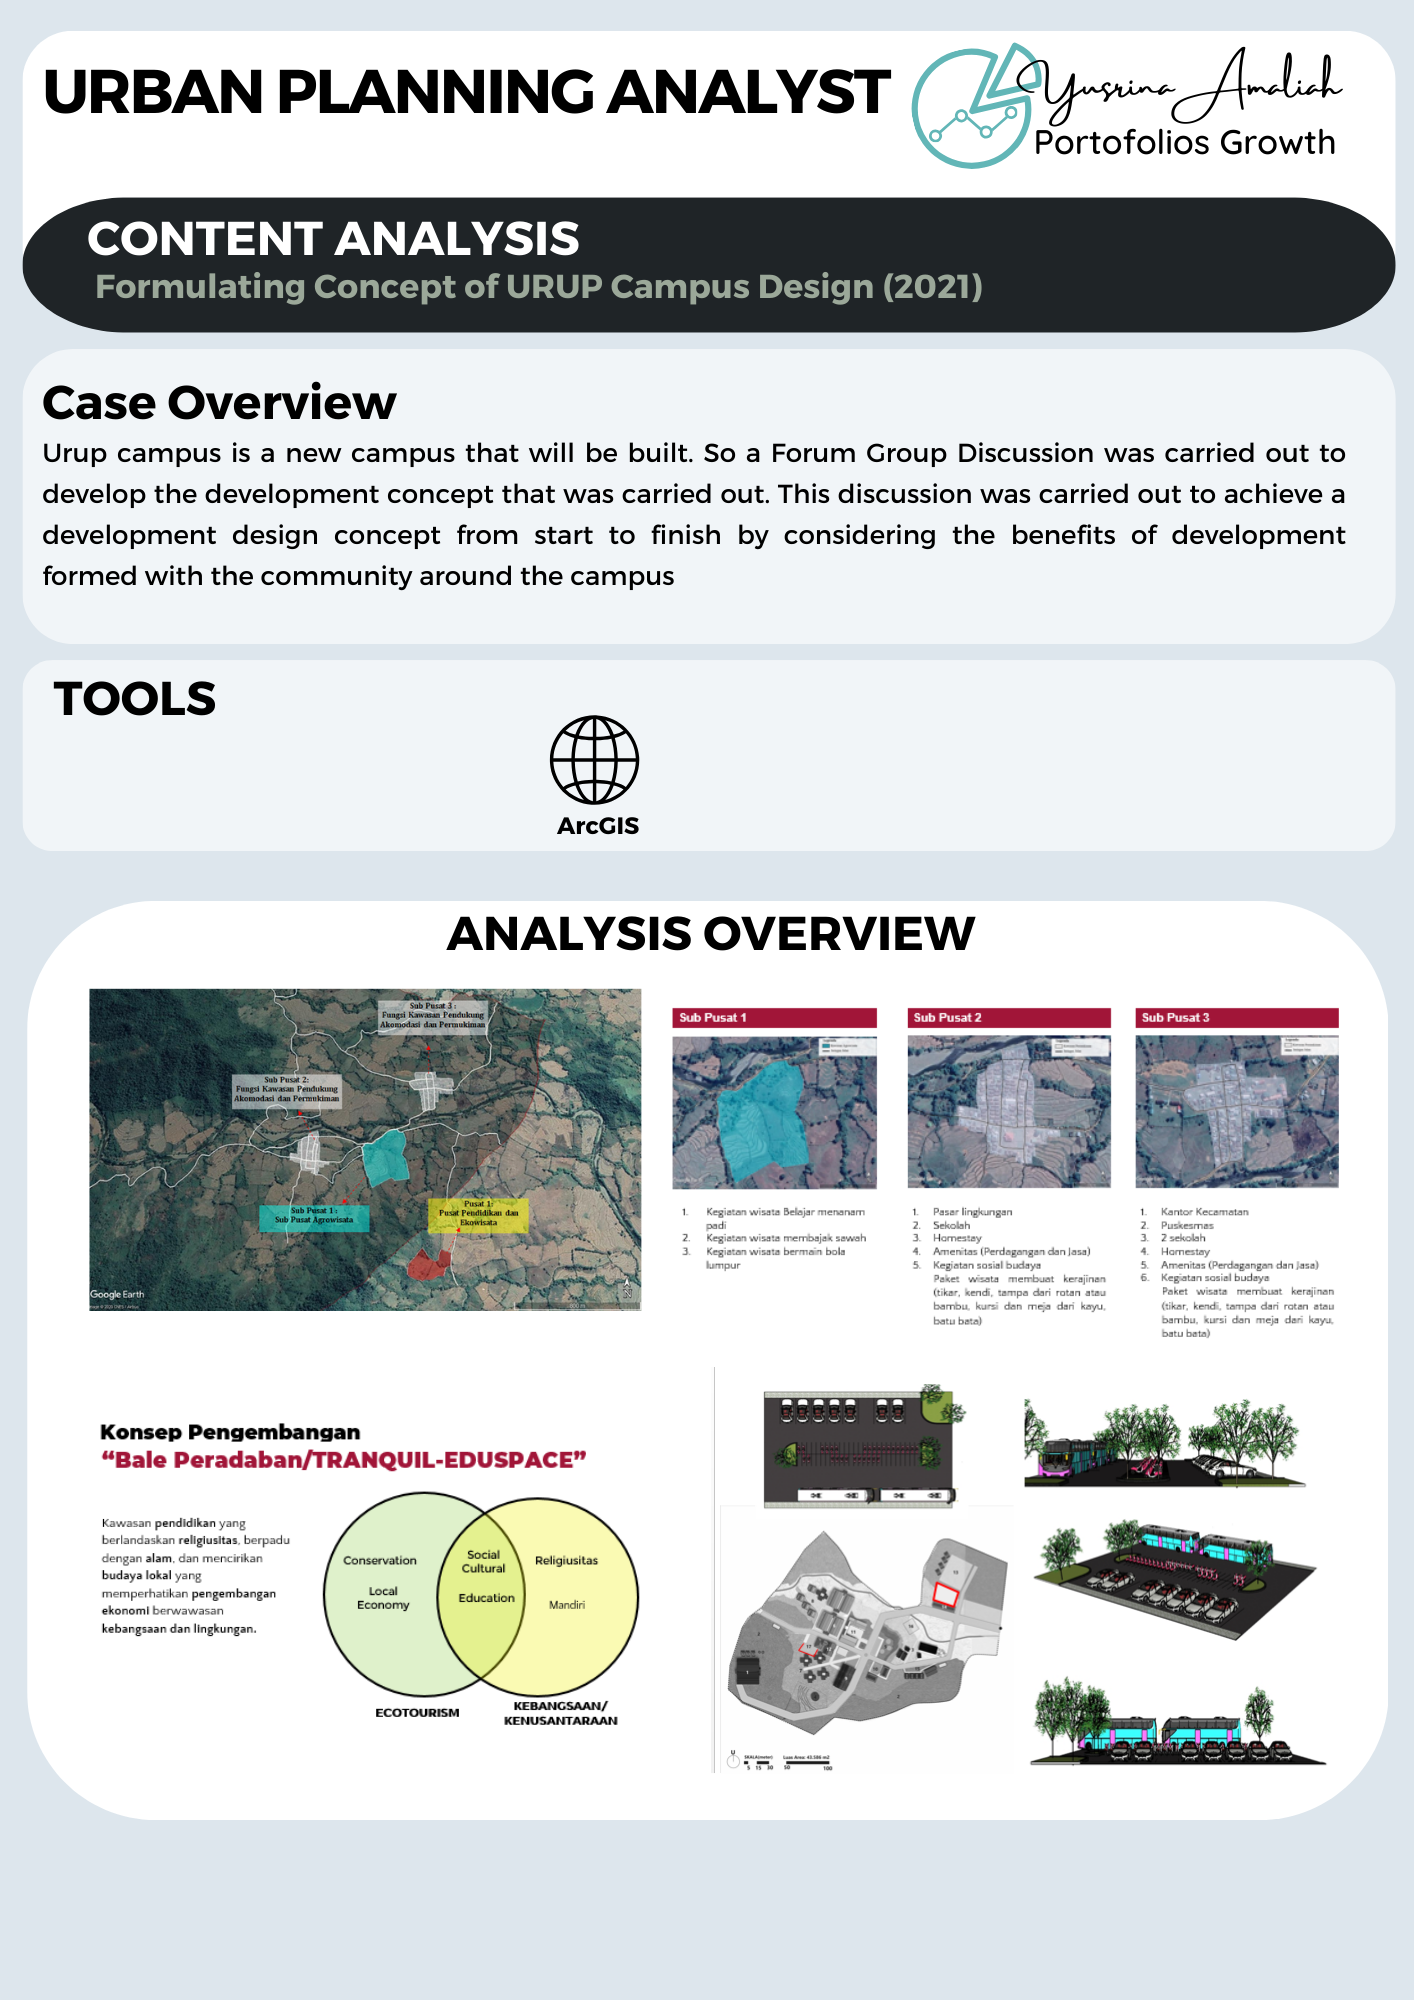 URBAN PLANNING ANALYST
Yusrina Amaliah
Portofolios Growth
CONTENT ANALYSIS
Formulating Concept of URUP Campus Design (2021)
Case Overview
Urup campus is a new campus that will be built. So a Forum Group Discussion was carried out to
develop the development concept that was carried out. This discussion was carried out to achieve a
development design concept from start to finish by considering the benefits of development
formed with the community around the campus
TOOLS
ArcGIS
ANALYSIS OVERVIEW
Sub Pusat 3 :
Fungsi Kawasan Pendukung
Akomodasi dan Permukiman
Sub Pusat 2:
Fungsi Kawasan Pendukung
Akomodasi dan Permukiman
Sub Pusat 1 :
Sub Pusat Agrowisata
Pusat 1:
Pusat Pendidikan dan
Ekowisata
Google Earth
N
Sub Pusat 1
1. Kegiatan wisata Belajar menanam
padi
2. Kegiatan wisata membajak sawah
3. Kegiatan wisata bermain bola
lumpur
Sub Pusat 2
1. Pasar lingkungan
2. Sekolah
3. Homestay
4. Amenitas (Perdagangan dan Jasa)
5. Kegiatan sosial budaya
Paket wisata membuat kerajinan
(tikar, kendi, tampa dari rotan atau
bambu, kursi dan meja dari kayu,
batu bata)
Sub Pusat 3
1. Kantor Kecamatan
2. Puskesmas
3. 2 sekolah
4. Homestay
5. Amenitas (Perdagangan dan Jasa)
6. Kegiatan sosial budaya
Paket wisata membuat kerajinan
(tikar, kendi, tampa dari rotan atau
bambu, kursi dan meja dari kayu,
batu bata)
Konsep Pengembangan
“Bale Peradaban/TRANQUIL-EDUSPACE”
Kawasan pendidikan yang
berlandaskan religiusitas, berpadu
dengan alam, dan mencirikan
budaya lokal yang
memperhatikan pengembangan
ekonomi berwawasan
kebangsaan dan lingkungan.
Conservation
Local
Economy
Social
Cultural
Education
Religiusitas
Mandiri
ECOTOURISM
KEBANGSAAN/
KENUSANTARAAN
U
SKALA(meter)
5 15 30
Luas Area: 43.586 m2
50 100